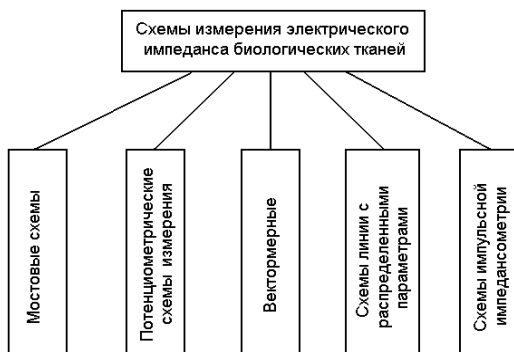 Схемы измерения электрического
импеданса биологических тканей
Мостовые схемы
Потенциометрические
схемы измерения
Вектормерные
Схемы линии с
распределенными
параметрами
Схемы импульсной
импедансометрии